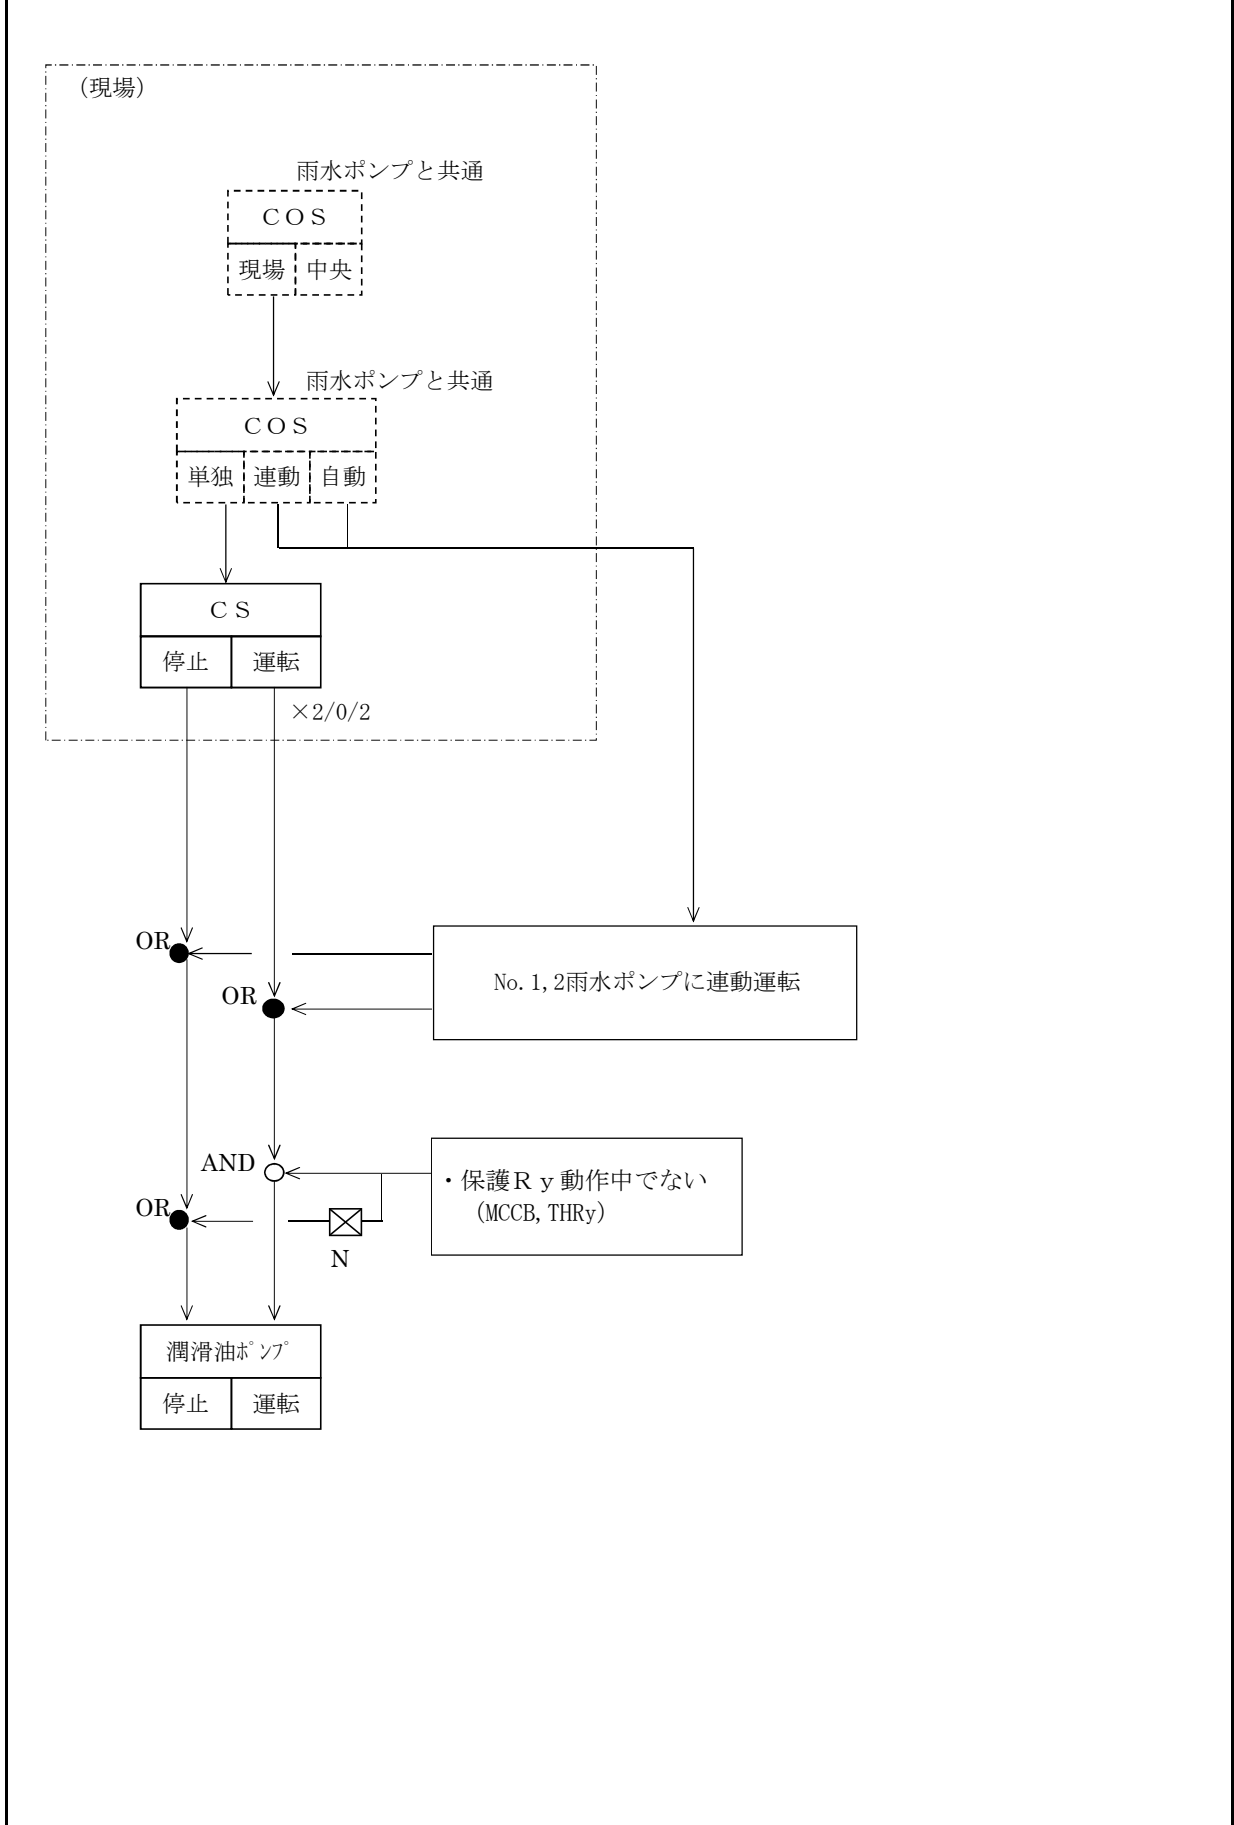 （現場）
雨水ポンプと共通
ＣＯＳ
現場 中央
雨水ポンプと共通
ＣＯＳ
単独 連動 自動
ＣＳ
停止 運転
×2/0/2
OR
No.1,2雨水ポンプに連動運転
OR
AND
・保護Ｒｙ動作中でない
(MCCB,THRy)
OR
N
潤滑油ﾎﾟﾝﾌﾟ
停止 運転